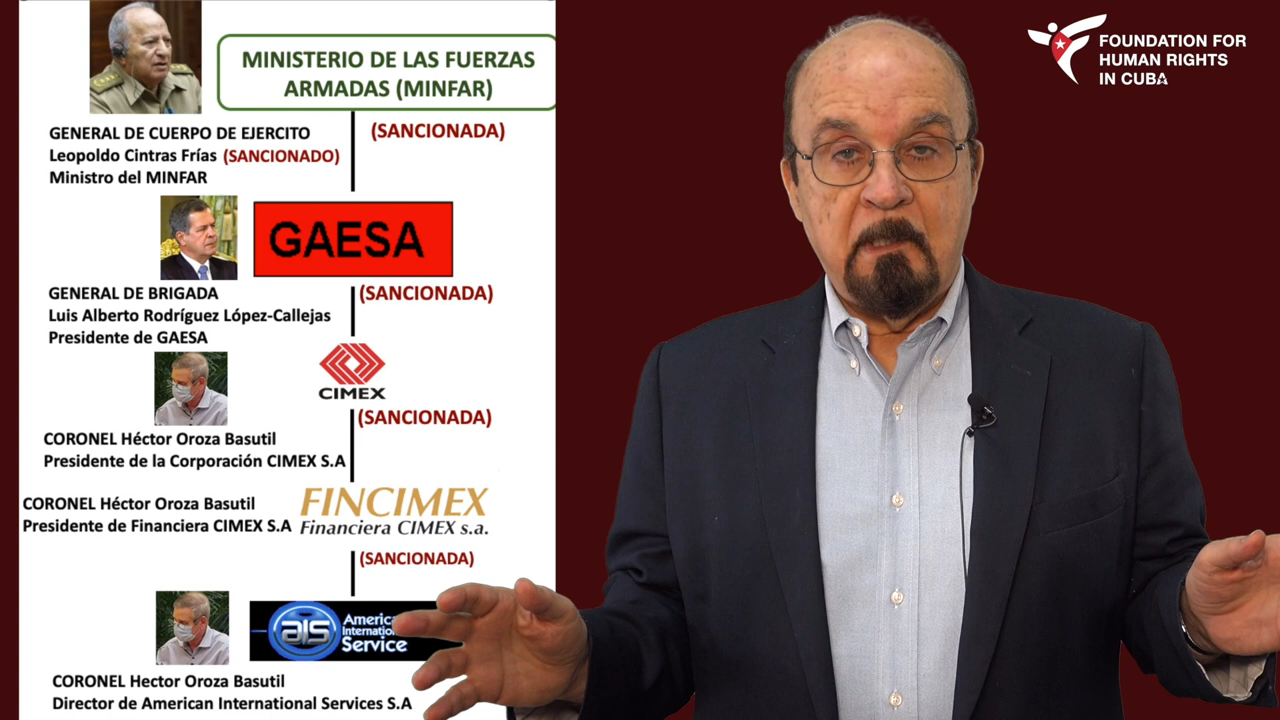 MINISTERIO DE LAS FUERZAS
ARMADAS (MINFAR)
(SANCIONADA)
GENERAL DE CUERPO DE EJERCITO
Leopoldo Cintras Frías (SANCIONADO)
Ministro del MINFAR
GAESA
(SANCIONADA)
GENERAL DE BRIGADA
Luis Alberto Rodríguez López-Callejas
Presidente de GAESA
CIMEX
(SANCIONADA)
CORONEL Héctor Oroza Basutil
Presidente de la Corporación CIMEX S.A
CORONEL Héctor Oroza Basutil
Presidente de Financiera CIMEX S.A
FINCIMEX
Financiera CIMEX s.a.
(SANCIONADA)
ais
International
Service
CORONEL Hector Oroza Basutil
Director de American International Services S.A
FOUNDATION FOR
HUMAN RIGHTS
IN CUBA